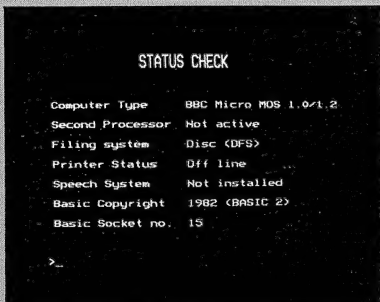 STATUS CHECK
Computer Type BBC Micro MOS 1.0/1.2
Second Processor Not active
Filing system Disc (DFS)
Printer Status Off line
Speech System Not installed
Basic Copyright 1982 (BASIC 2)
Basic Socket no. 15
>_